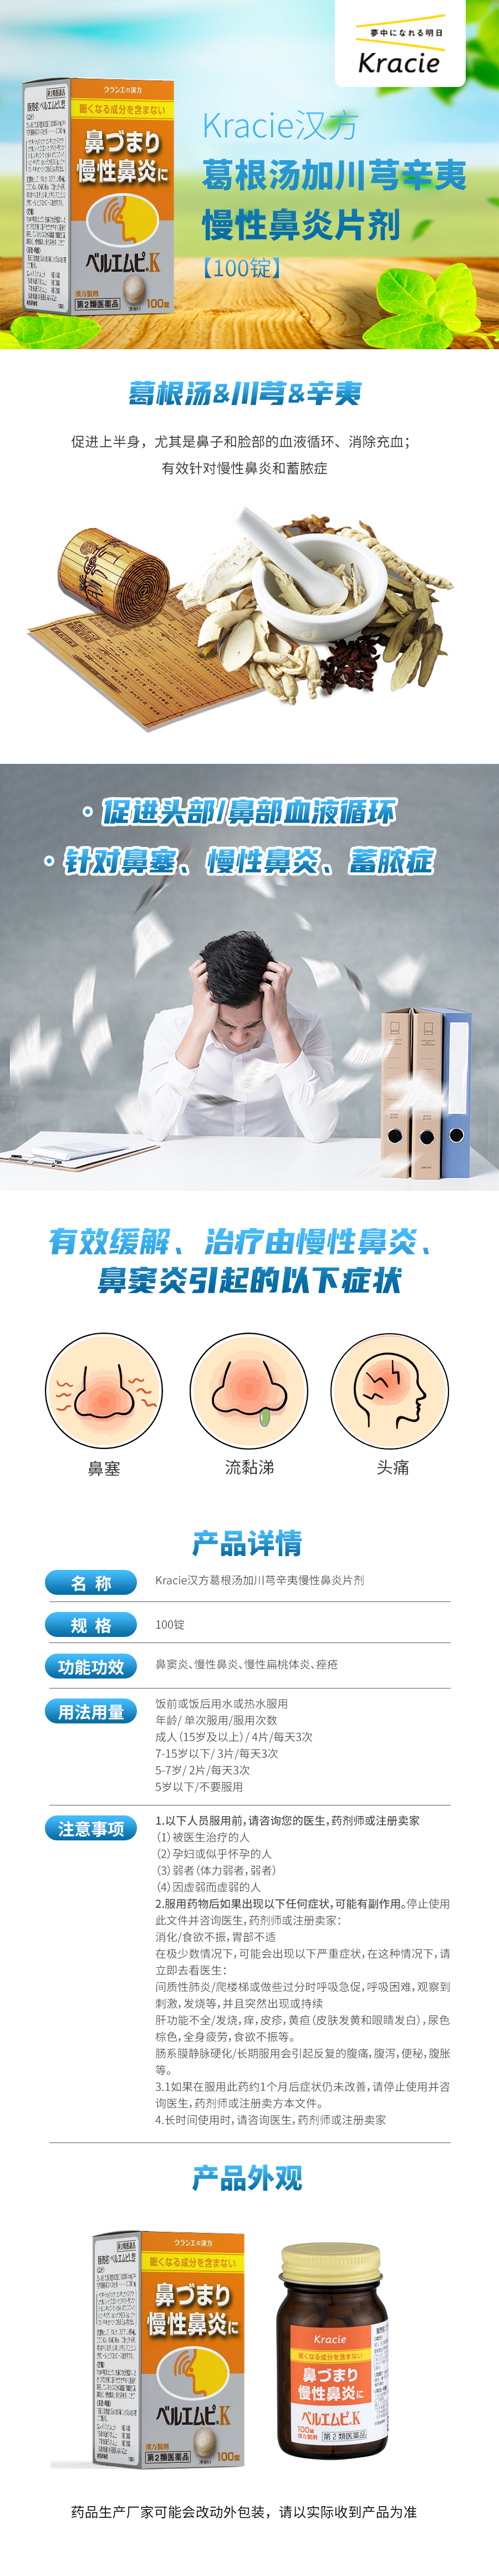 夢中になれる明日
Kracie
クラシエの漢方
眠くなる成分を含まない
鼻づまり
慢性鼻炎に
ベルエムピK
漢方製剤
第2類医薬品
100錠
Kracie汉方
葛根汤加川芎辛夷
慢性鼻炎片剂
【100锭】
葛根汤&川芎&辛夷
促进上半身，尤其是鼻子和脸部的血液循环、消除充血；
有效针对慢性鼻炎和蓄脓症
·促进头部/鼻部血液循环
·针对鼻塞、慢性鼻炎、蓄脓症
有效缓解、治疗由慢性鼻炎、
鼻窦炎引起的以下症状
鼻塞
流黏涕
头痛
产品详情
名 称
Kracie汉方葛根汤加川芎辛夷慢性鼻炎片剂
规 格
100锭
功能功效
鼻窦炎、慢性鼻炎、慢性扁桃体炎、痤疮
用法用量
饭前或饭后用水或热水服用
年龄/ 单次服用/服用次数
成人（15岁及以上）/ 4片/每天3次
7-15岁以下/ 3片/每天3次
5-7岁/ 2片/每天3次
5岁以下/不要服用
注意事项
1.以下人员服用前，请咨询您的医生，药剂师或注册卖家
（1）被医生治疗的人
（2）孕妇或似乎怀孕的人
（3）弱者（体力弱者，弱者）
（4）因虚弱而虚弱的人
2.服用药物后如果出现以下任何症状，可能有副作用。停止使用
此文件并咨询医生，药剂师或注册卖家：
消化/食欲不振，胃部不适
在极少数情况下，可能会出现以下严重症状，在这种情况下，请
立即去看医生：
间质性肺炎/爬楼梯或做些过分时呼吸急促，呼吸困难，观察到
刺激，发烧等，并且突然出现或持续
肝功能不全/发烧，痒，皮疹，黄疸（皮肤发黄和眼睛发白），尿色
棕色，全身疲劳，食欲不振等。
肠系膜静脉硬化/长期服用会引起反复的腹痛，腹泻，便秘，腹胀
等。
3.1如果在服用此药约1个月后症状仍未改善，请停止使用并咨
询医生，药剂师或注册卖方本文件。
4.长时间使用时，请咨询医生，药剂师或注册卖家
产品外观
クラシエの漢方
眠くなる成分を含まない
鼻づまり
慢性鼻炎に
ベルエムピK
漢方製剤
第2類医薬品
100錠
Kracie
眠くなる成分を含まない
鼻づまり
慢性鼻炎に
ベルエムピK
100錠
漢方製剤
第2類医薬品
药品生产厂家可能会改动外包装，请以实际收到产品为准